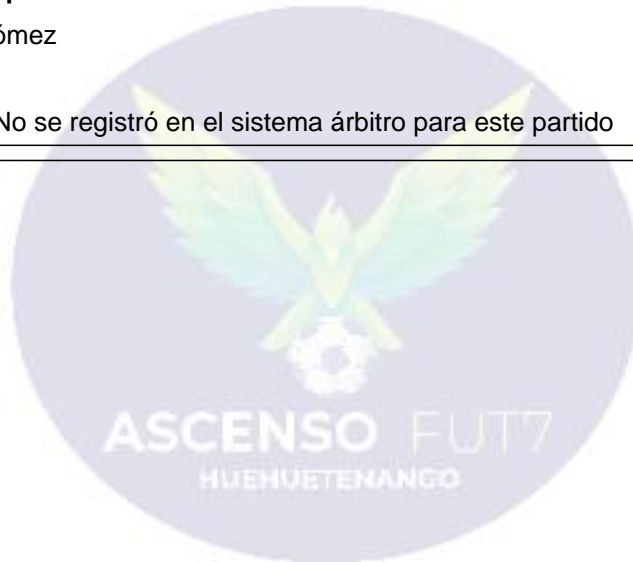 ómez
No se registró en el sistema árbitro para este partido
ASCENSO FUT7
HUEHUETENANGO